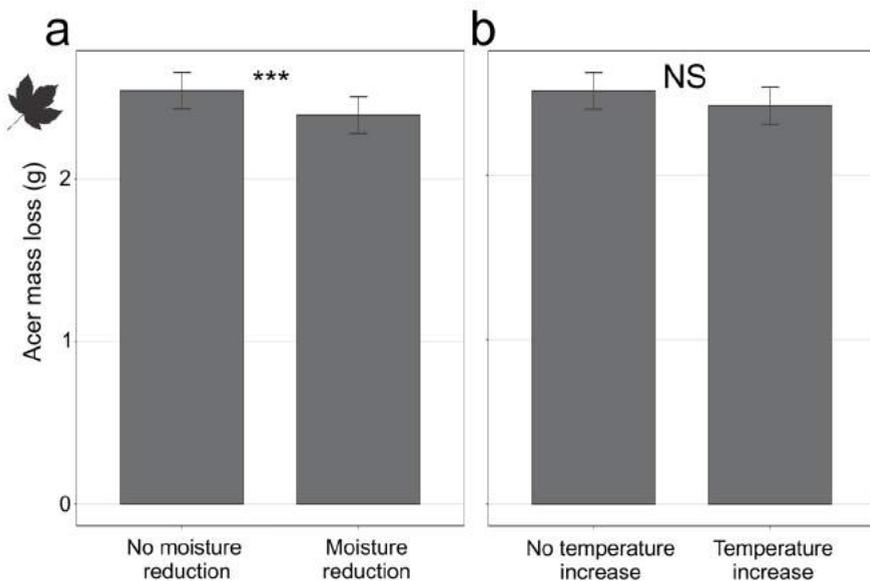 a
b
***
NS
Acer mass loss (g)
2
1
0
No moisture
reduction
Moisture
reduction
No temperature
increase
Temperature
increase